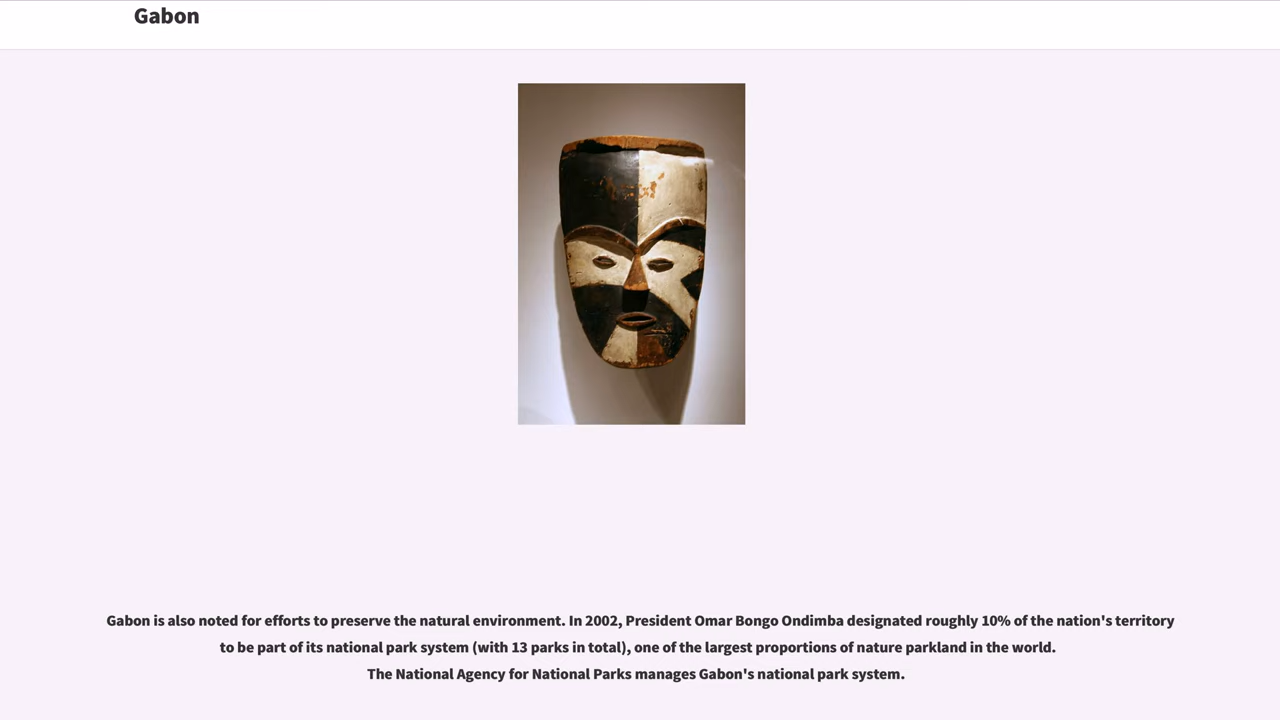 Gabon
Gabon is also noted for efforts to preserve the natural environment. In 2002, President Omar Bongo Ondimba designated roughly 10% of the nation's territory
to be part of its national park system (with 13 parks in total), one of the largest proportions of nature parkland in the world.
The National Agency for National Parks manages Gabon's national park system.